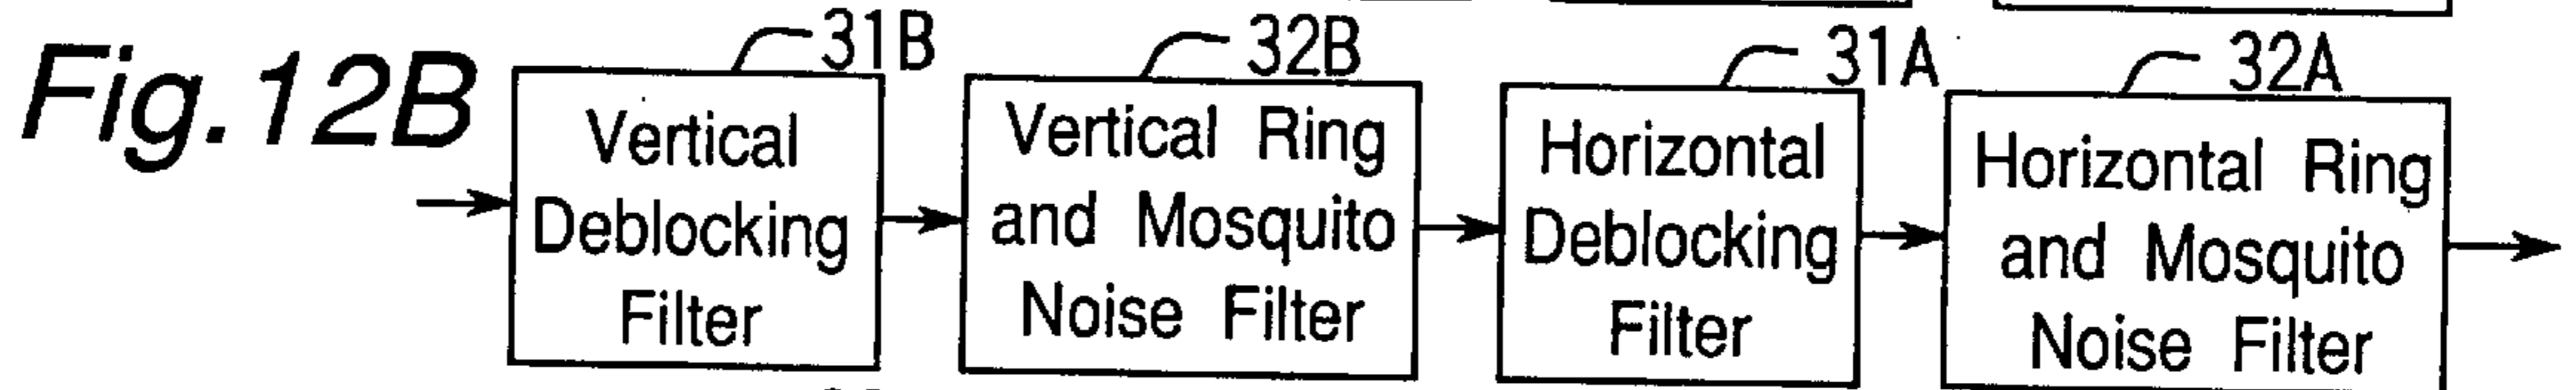 Fig.12B
31B
Vertical
Deblocking
Filter
32B
Vertical Ring
and Mosquito
Noise Filter
31A
Horizontal
Deblocking
Filter
32A
Horizontal Ring
and Mosquito
Noise Filter